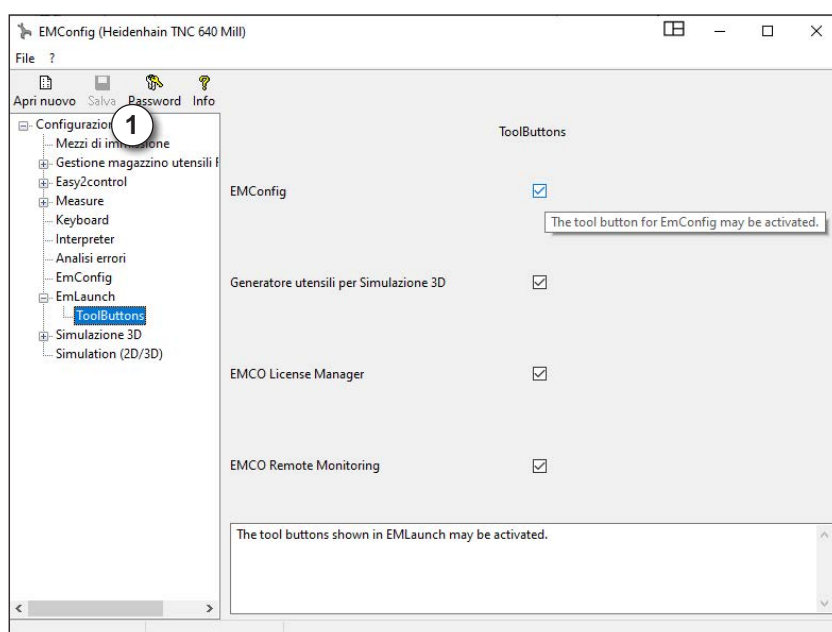 EMConfig (Heidenhain TNC 640 Mill)
File ?
Apri nuovo Salva Password Info
1
Configurazion
Mezzi di immissione
Gestione magazzino utensili F
Easy2control
Measure
Keyboard
Interpreter
Analisi errori
EmConfig
EmLaunch
ToolButtons
Simulazione 3D
Simulation (2D/3D)
ToolButtons
EMConfig
The tool button for EmConfig may be activated.
Generatore utensili per Simulazione 3D
EMCO License Manager
EMCO Remote Monitoring
The tool buttons shown in EMLaunch may be activated.